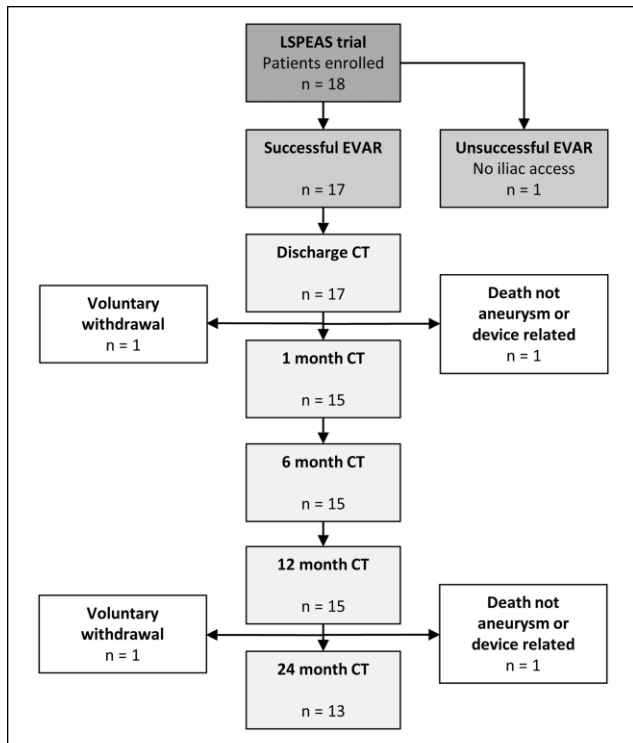 LSPEAS trial
Patients enrolled
n = 18
Successful EVAR
n = 17
Unsuccessful EVAR
No iliac access
n = 1
Discharge CT
n = 17
Voluntary
withdrawal
n = 1
Death not
aneurysm or
device related
n = 1
1 month CT
n = 15
6 month CT
n = 15
12 month CT
n = 15
Voluntary
withdrawal
n = 1
Death not
aneurysm or
device related
n = 1
24 month CT
n = 13